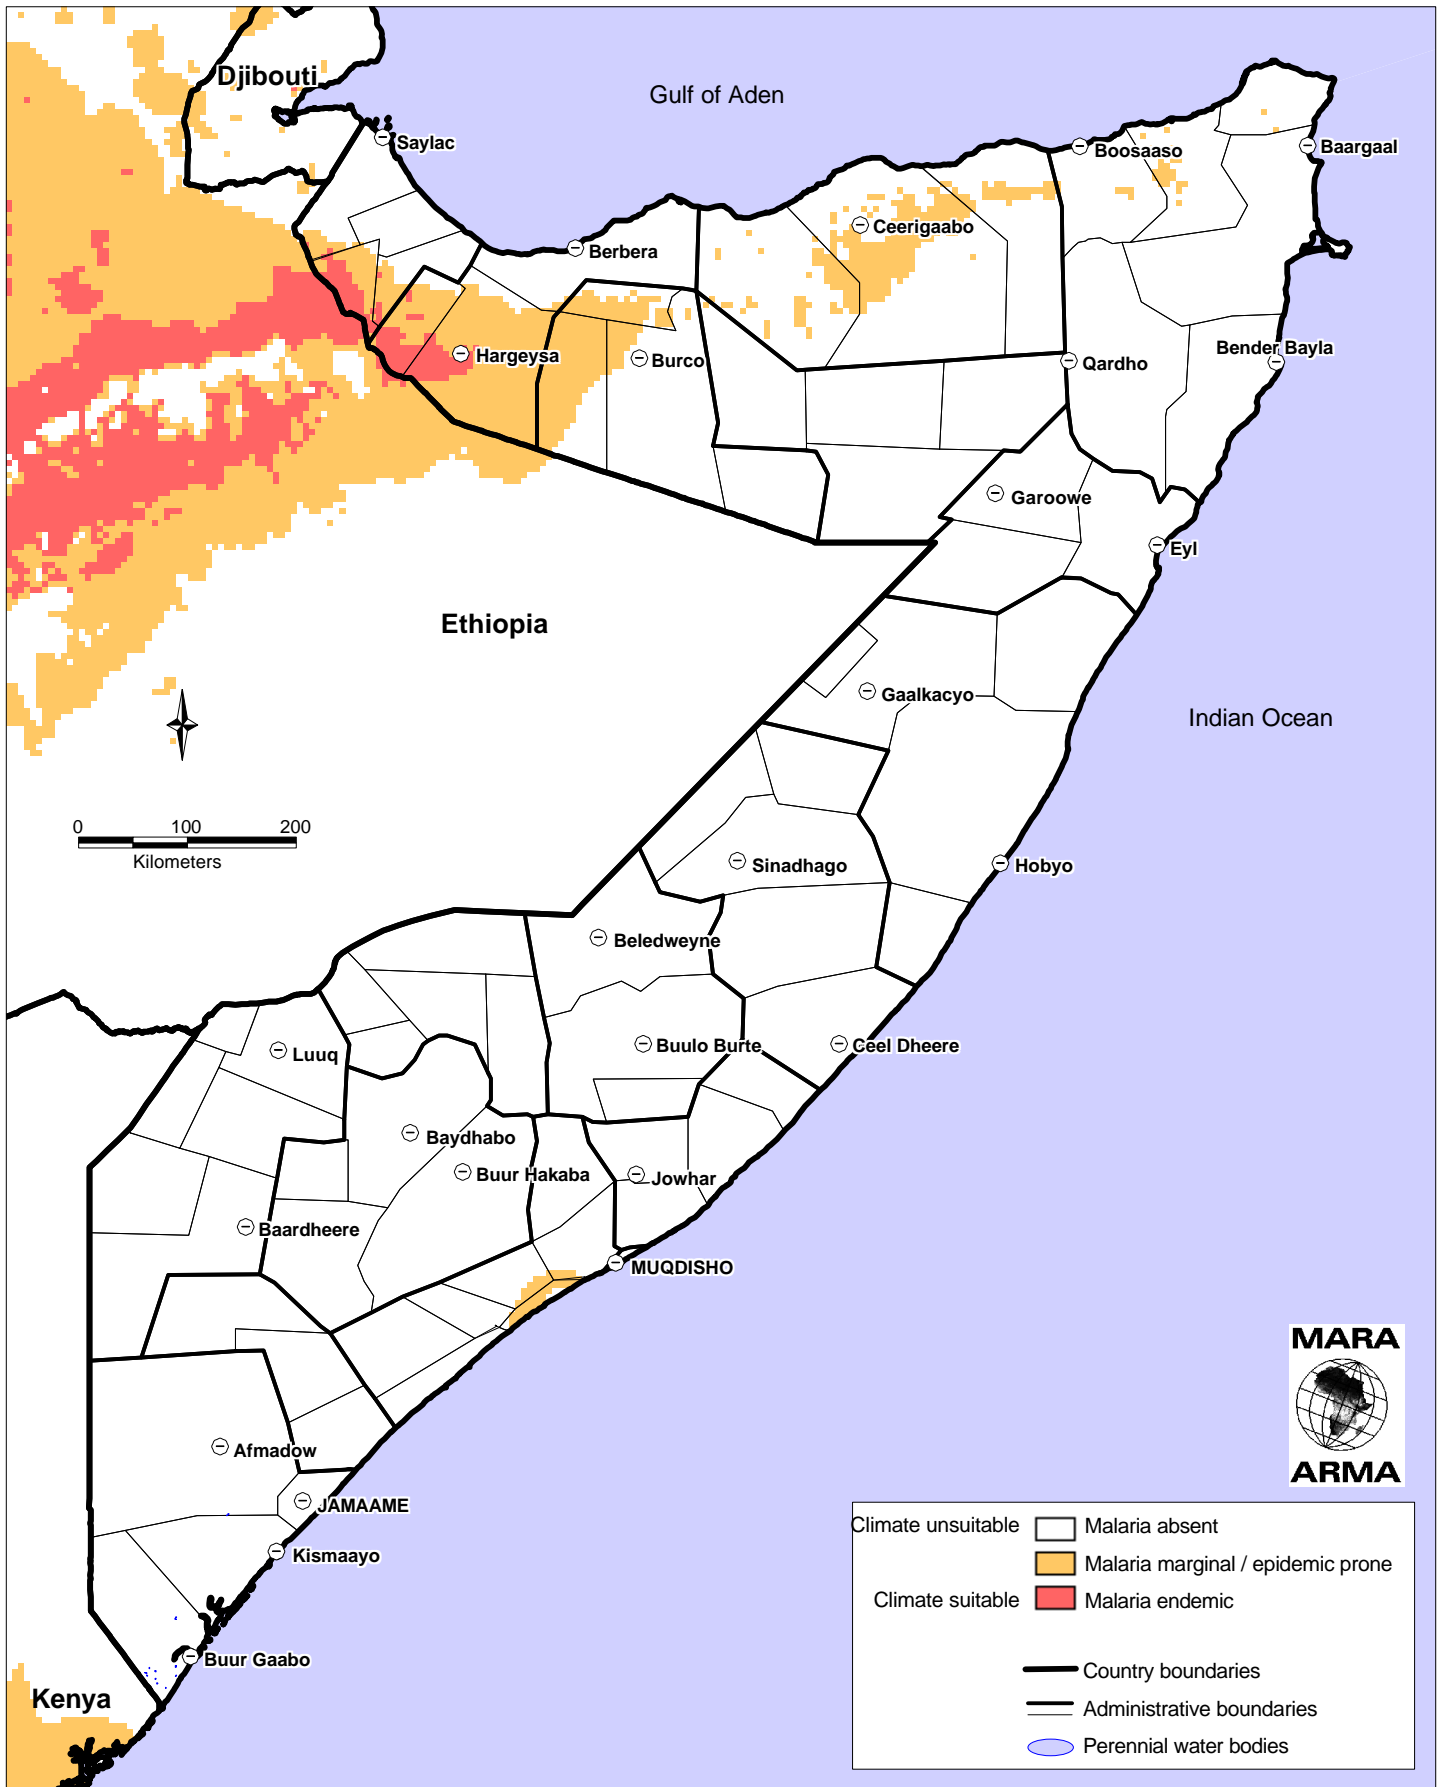 Djibouti
Gulf of Aden
Saylac
Boosaaso
Baargaal
Ceerigaabo
Berbera
Hargeysa
Burco
Qardho
Bender Bayla
Garoowe
Eyl
Ethiopia
Gaalkacyo
Indian Ocean
0 100 200
Kilometers
Sinadhago
Hobyo
Beledweyne
Luuq
Buulo Burte
Ceel Dheere
Baydhabo
Buur Hakaba
Jowhar
Baardheere
MUQDISHO
MARA
ARMA
Afmadow
JAMAAME
Kismaayo
Buur Gaabo
Kenya
Climate unsuitable Malaria absent
Malaria marginal / epidemic prone
Climate suitable Malaria endemic
Country boundaries
Administrative boundaries
Perennial water bodies